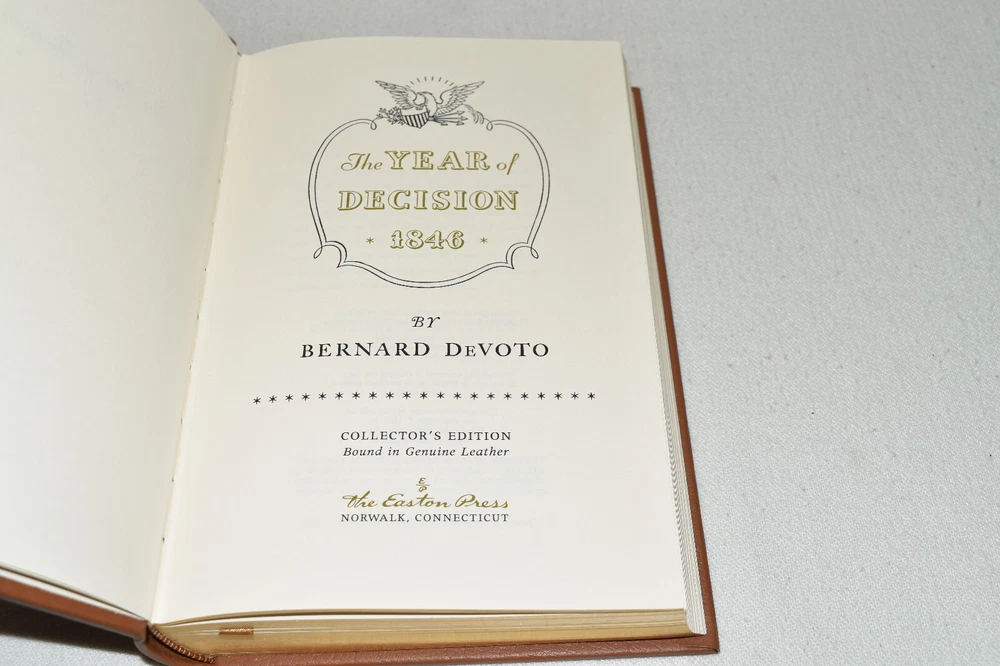 The YEAR of
DECISION
* 1846 *
BY
BERNARD DeVOTO
* * * * * * * * * * * * * * * * * * * * *
COLLECTOR'S EDITION
Bound in Genuine Leather
E/P
The Easton Press
NORWALK, CONNECTICUT